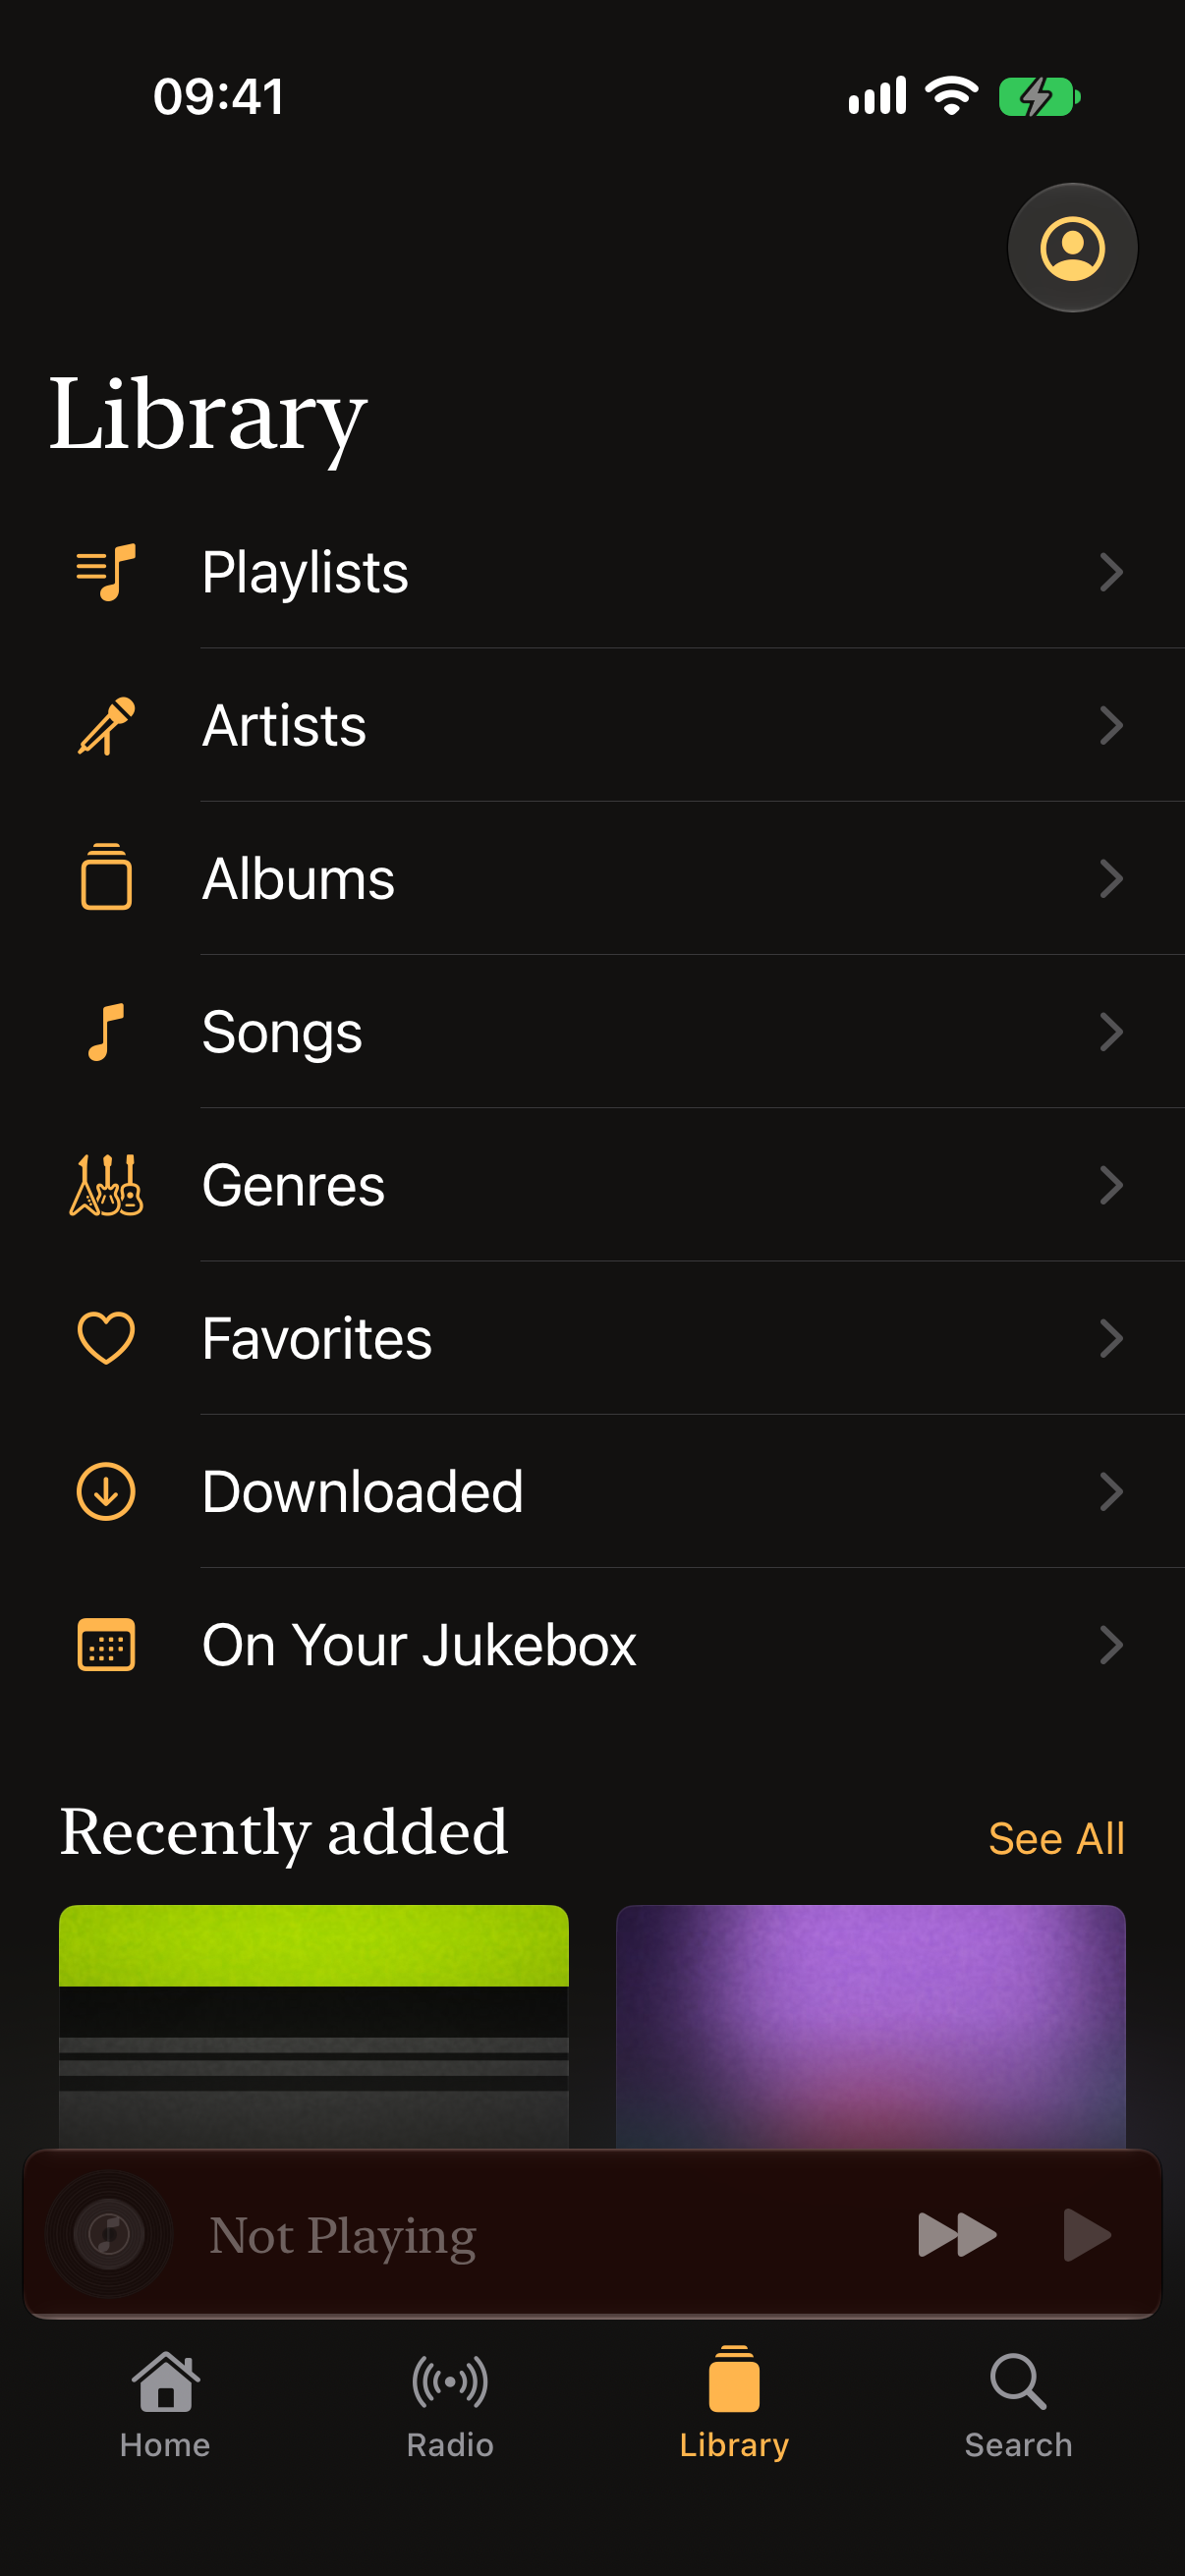 09:41
Library
Playlists
Artists
Albums
Songs
Genres
Favorites
Downloaded
On Your Jukebox
Recently added
See All
Not Playing
Home
Radio
Library
Search